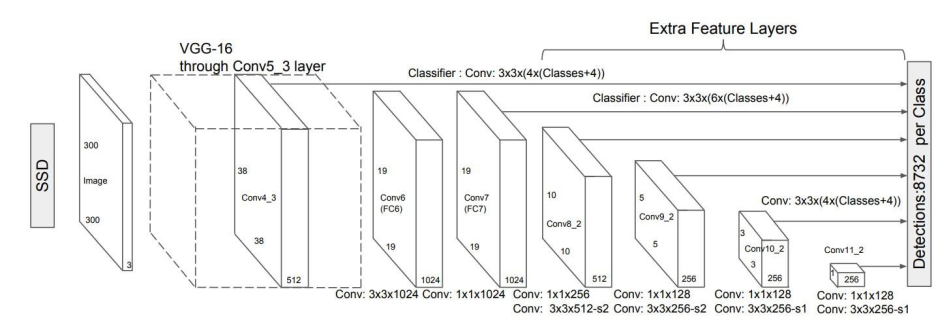 Extra Feature Layers
VGG-16
through Conv5_3 layer
Classifier : Conv: 3x3x(4x(Classes+4))
Classifier : Conv: 3x3x(6x(Classes+4))
SSD
300
Image
300
3
38
Conv4_3
38
512
19
Conv6
(FC6)
19
1024
19
Conv7
(FC7)
19
1024
10
Conv8_2
10
512
5
Conv9_2
5
256
Conv: 3x3x(4x(Classes+4))
3
Conv10_2
3
256
Conv11_2
1
256
Detections:8732 per Class
Conv: 3x3x1024
Conv: 1x1x1024
Conv: 1x1x256
Conv: 3x3x512-s2
Conv: 1x1x128
Conv: 3x3x256-s2
Conv: 1x1x128
Conv: 3x3x256-s1
Conv: 1x1x128
Conv: 3x3x256-s1